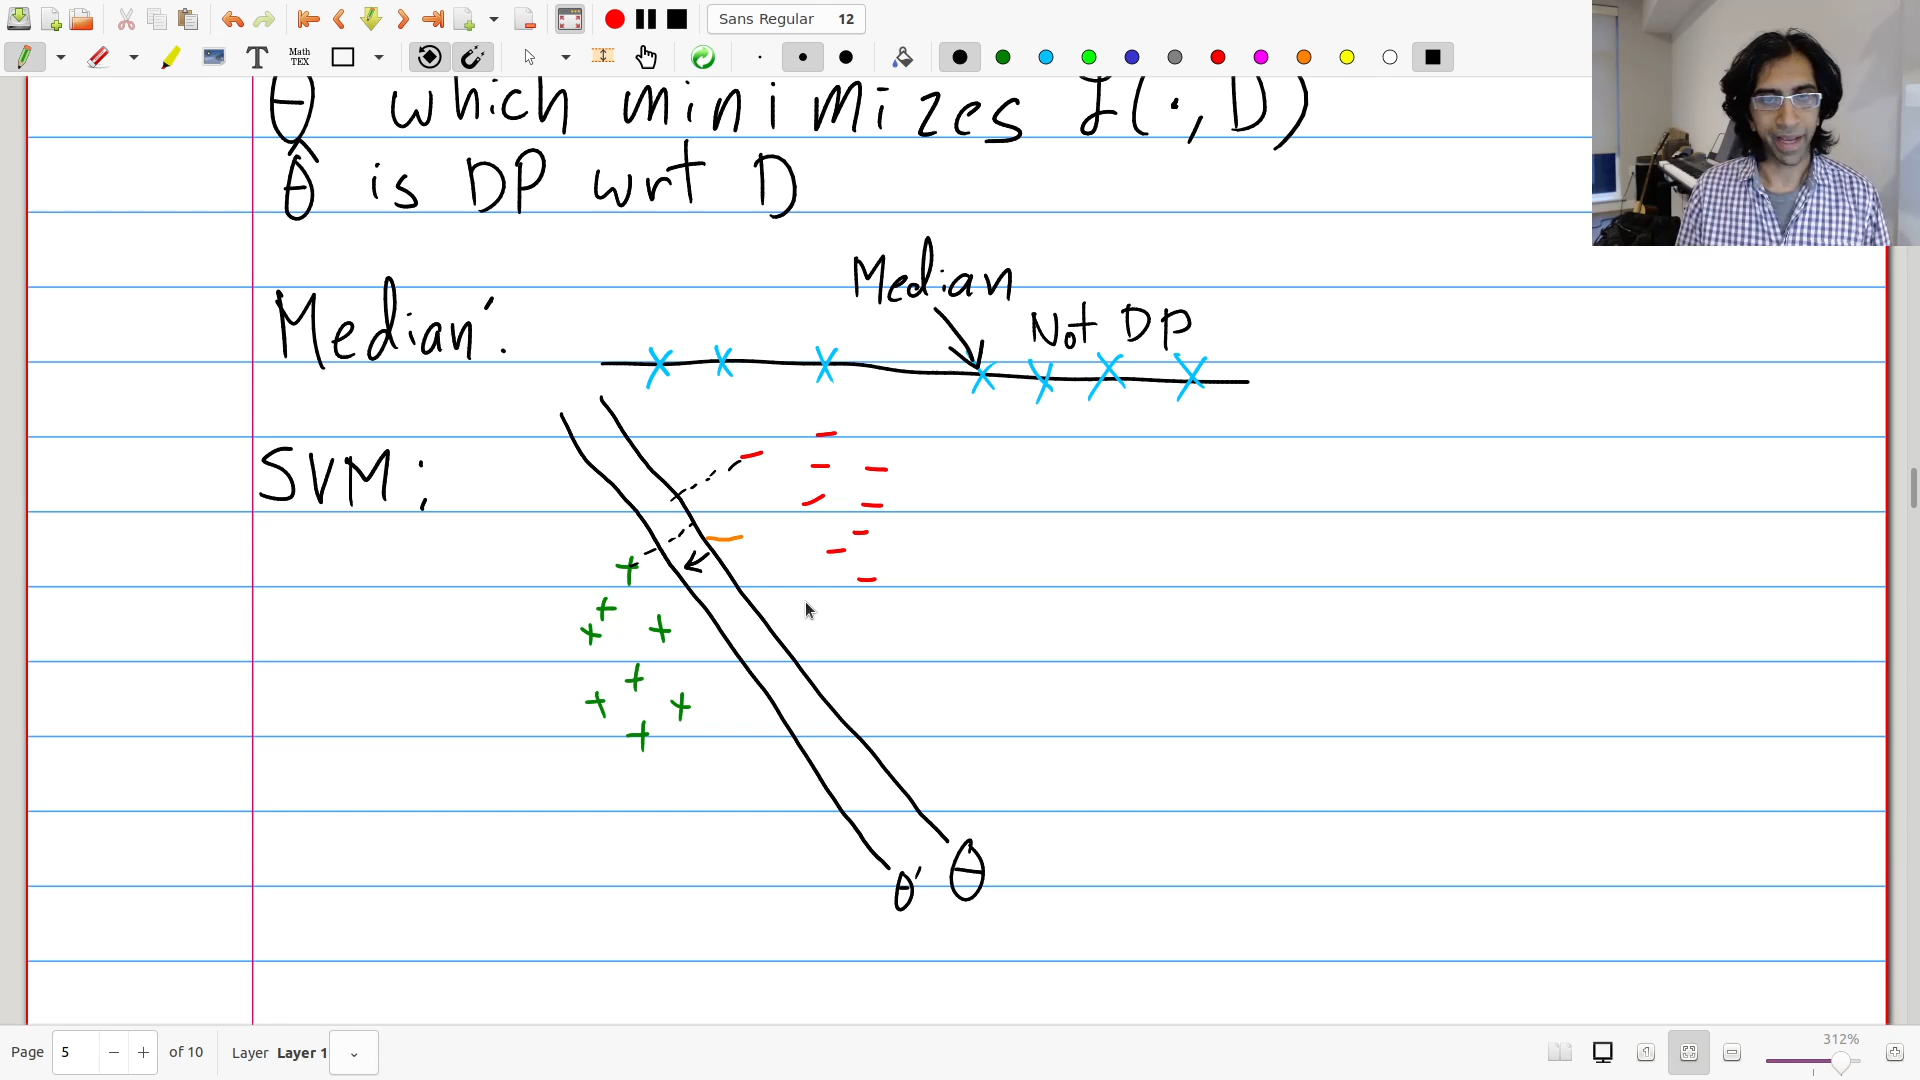 Sans Regular 12
Math
TEX
θ which minimizes L(·, D)
θ̂ is DP wrt D
Median
Median:
Not DP
SVM:
θ' θ
Page 5 of 10 Layer Layer 1
312%